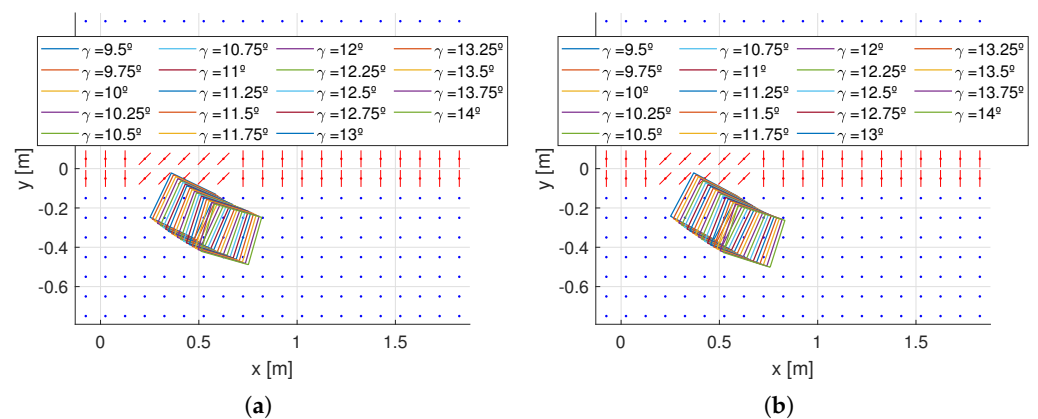 γ =9.5º γ =10.75º γ =12º γ =13.25º
γ =9.75º γ =11º γ =12.25º γ =13.5º
γ =10º γ =11.25º γ =12.5º γ =13.75º
γ =10.25º γ =11.5º γ =12.75º γ =14º
γ =10.5º γ =11.75º γ =13º
y [m]
0
-0.2
-0.4
-0.6
0 0.5 1 1.5
x [m]
(a)
γ =9.5º γ =10.75º γ =12º γ =13.25º
γ =9.75º γ =11º γ =12.25º γ =13.5º
γ =10º γ =11.25º γ =12.5º γ =13.75º
γ =10.25º γ =11.5º γ =12.75º γ =14º
γ =10.5º γ =11.75º γ =13º
y [m]
0
-0.2
-0.4
-0.6
0 0.5 1 1.5
x [m]
(b)